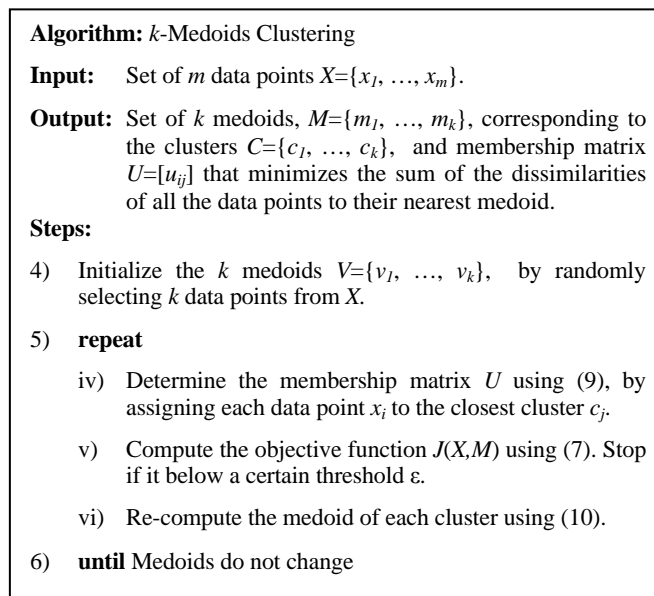 Algorithm: k-Medoids Clustering
Input: Set of m data points X={x1, …, xm}.
Output: Set of k medoids, M={m1, …, mk}, corresponding to
the clusters C={c1, …, ck}, and membership matrix
U=[uij] that minimizes the sum of the dissimilarities
of all the data points to their nearest medoid.
Steps:
4) Initialize the k medoids V={v1, …, vk}, by randomly
selecting k data points from X.
5) repeat
iv) Determine the membership matrix U using (9), by
assigning each data point xi to the closest cluster cj.
v) Compute the objective function J(X,M) using (7). Stop
if it below a certain threshold ε.
vi) Re-compute the medoid of each cluster using (10).
6) until Medoids do not change